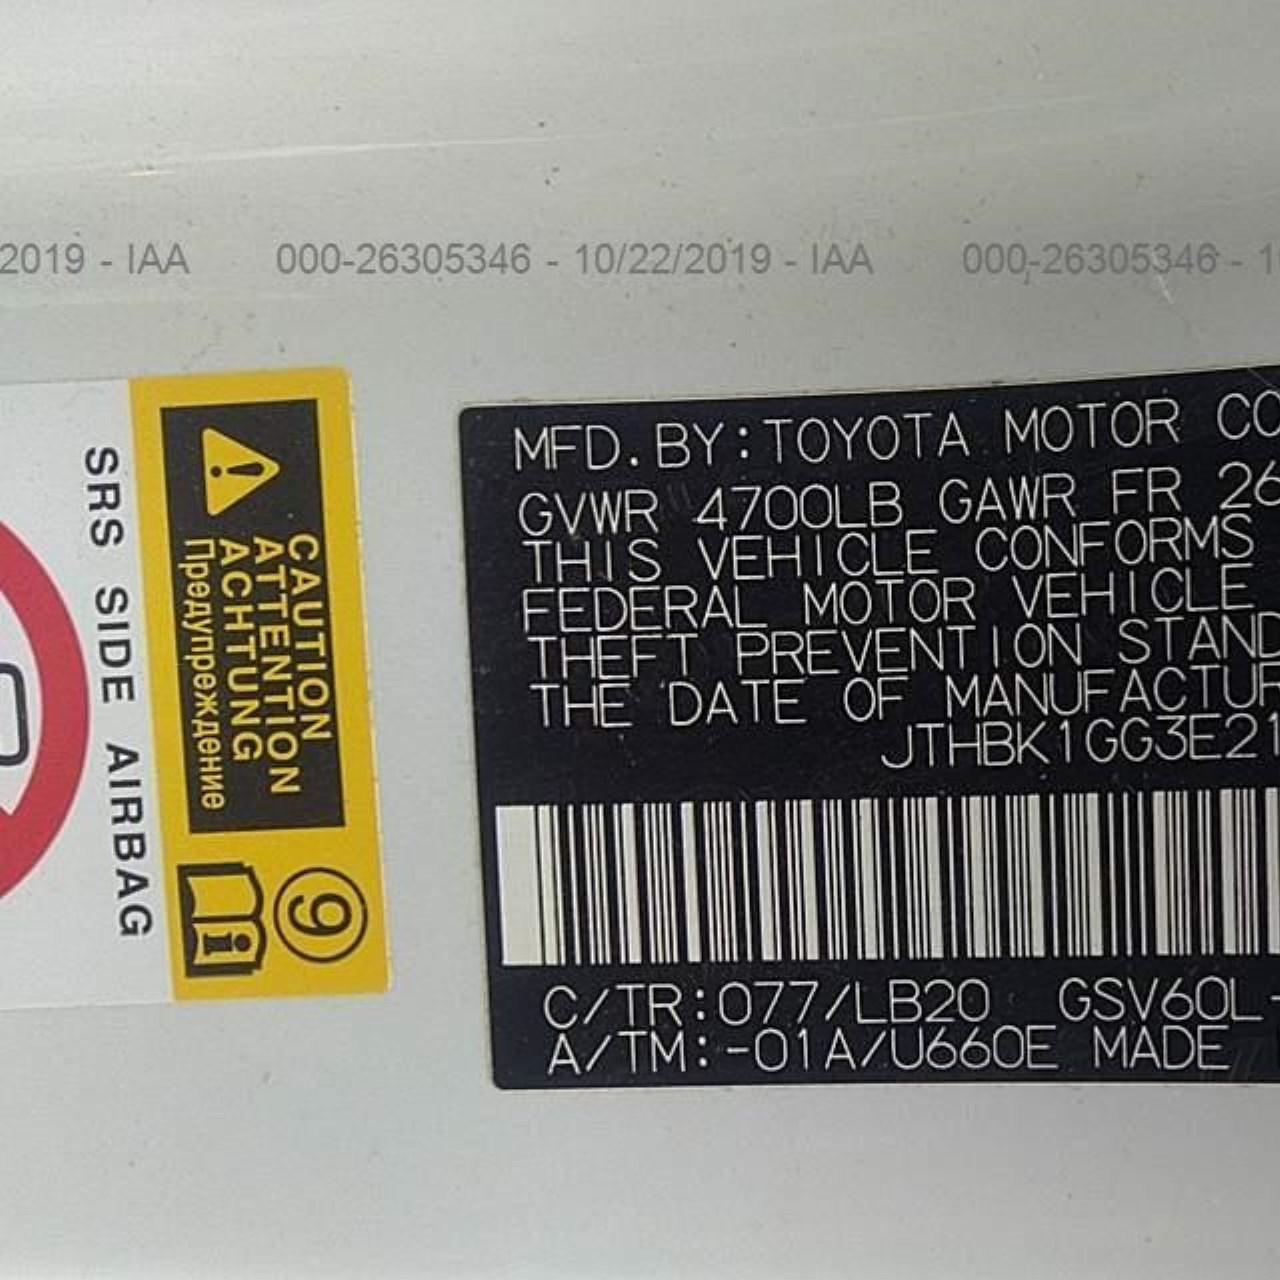 2019 - IAA 000-26305346 - 10/22/2019 - IAA 000-26305346 - 1
SRS SIDE AIRBAG
CAUTION
ATTENTION
ACHTUNG
Предупреждение
9
MFD.BY:TOYOTA MOTOR CO
GVWR 4700LB GAWR FR 26
THIS VEHICLE CONFORMS
FEDERAL MOTOR VEHICLE
THEFT PREVENTION STAND
THE DATE OF MANUFACTUR
JTHBK1GG3E21
C/TR:077/LB20 GSV60L-
A/TM:-01A/U660E MADE